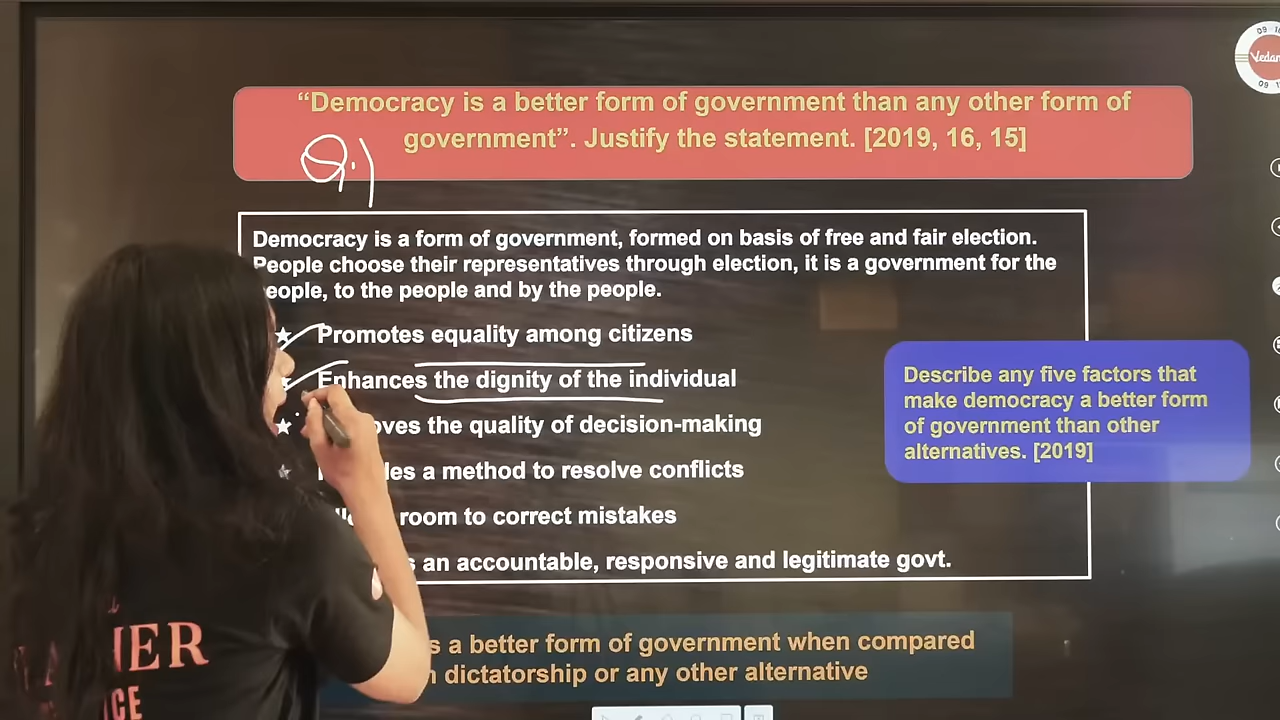 “Democracy is a better form of government than any other form of
government”. Justify the statement. [2019, 16, 15]
Q.)
Democracy is a form of government, formed on basis of free and fair election.
People choose their representatives through election, it is a government for the
people, to the people and by the people.
Promotes equality among citizens
Enhances the dignity of the individual
the quality of decision-making
a method to resolve conflicts
room to correct mistakes
an accountable, responsive and legitimate govt.
Describe any five factors that
make democracy a better form
of government than other
alternatives. [2019]
a better form of government when compared
dictatorship or any other alternative